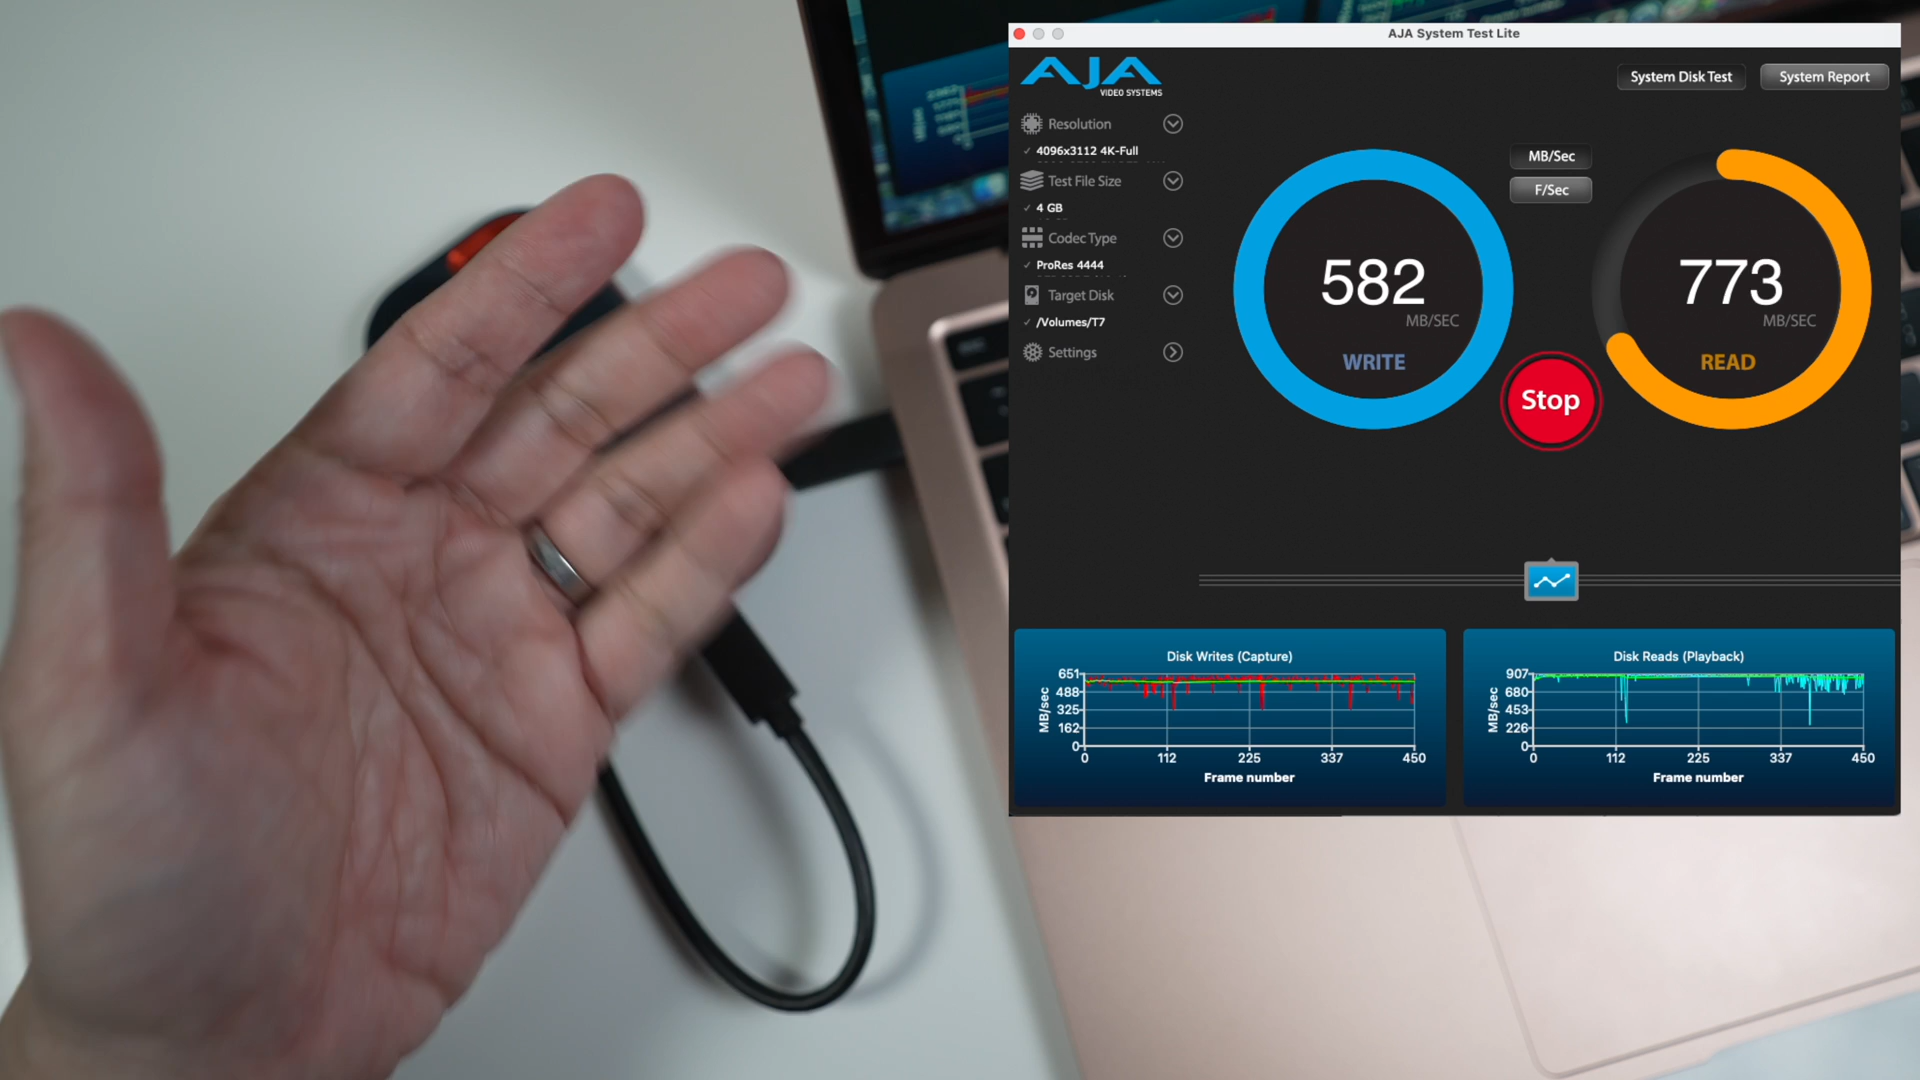 AJA System Test Lite
AJA
VIDEO SYSTEMS
System Disk Test
System Report
Resolution
4096x3112 4K-Full
Test File Size
4 GB
Codec Type
ProRes 4444
Target Disk
/Volumes/T7
Settings
582
MB/SEC
WRITE
MB/Sec
F/Sec
Stop
773
MB/SEC
READ
Disk Writes (Capture)
MB/sec
651
488
325
162
0
0 112 225 337 450
Frame number
Disk Reads (Playback)
MB/sec
907
680
453
226
0
0 112 225 337 450
Frame number